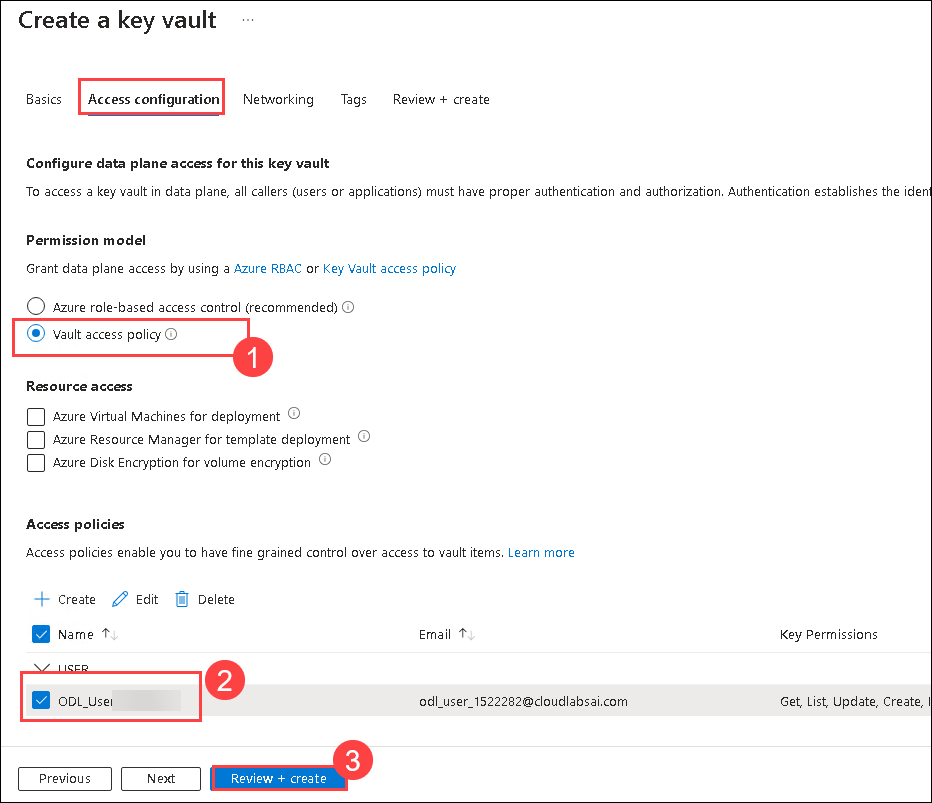 Create a key vault ...
Basics Access configuration Networking Tags Review + create
Configure data plane access for this key vault
To access a key vault in data plane, all callers (users or applications) must have proper authentication and authorization. Authentication establishes the
Permission model
Grant data plane access by using a Azure RBAC or Key Vault access policy
Azure role-based access control (recommended)
Vault access policy
1
Resource access
Azure Virtual Machines for deployment
Azure Resource Manager for template deployment
Azure Disk Encryption for volume encryption
Access policies
Access policies enable you to have fine grained control over access to vault items. Learn more
Create Edit Delete
Name Email Key Permissions
USER
2
ODL_User odl_user_1522282@cloudlabsai.com Get, List, Update, Create,
3
Previous Next Review + create